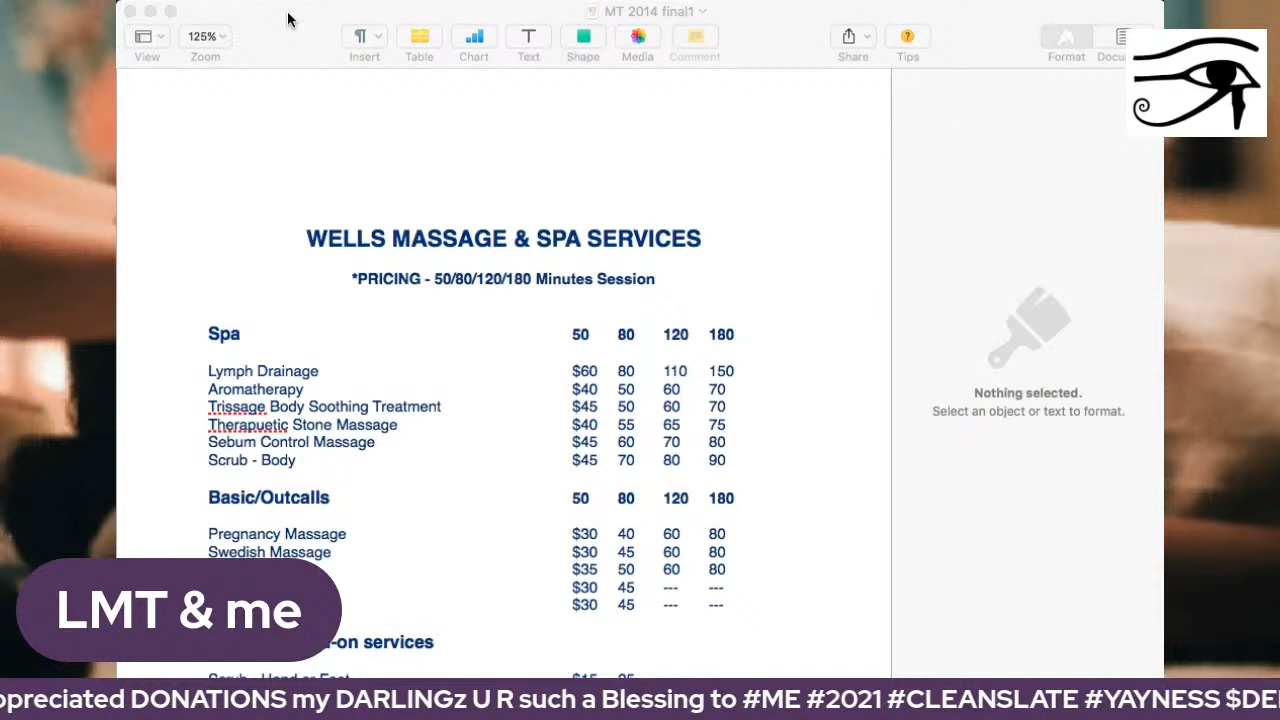 MT 2014 final1
125%
View
Zoom
Insert
Table
Chart
Text
Shape
Media
Comment
Share
Tips
Format
WELLS MASSAGE & SPA SERVICES
*PRICING - 50/80/120/180 Minutes Session
Spa 50 80 120 180
Lymph Drainage $60 80 110 150
Aromatherapy $40 50 60 70
Trissage Body Soothing Treatment $45 50 60 70
Therapuetic Stone Massage $40 55 65 75
Sebum Control Massage $45 60 70 80
Scrub - Body $45 70 80 90
Basic/Outcalls 50 80 120 180
Pregnancy Massage $30 40 60 80
Swedish Massage $30 45 60 80
$35 50 60 80
$30 45 --- ---
$30 45 --- ---
-on services
Nothing selected.
Select an object or text to format.
LMT & me
ppreciated DONATIONS my DARLINGz U R such a Blessing to #ME #2021 #CLEANSLATE #YAYNESS $DE